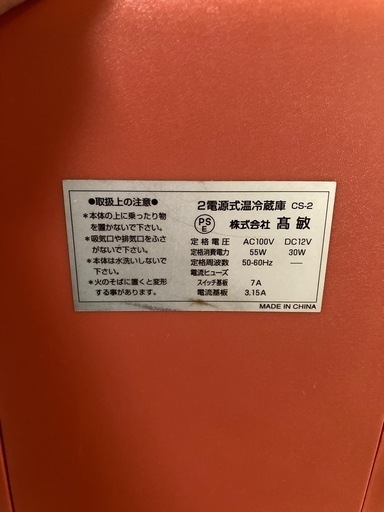 ●取扱上の注意●
＊本体の上に乗ったり物
を置かないで下さい。
＊吸気口や排気口をふさ
がないで下さい。
＊本体は水洗いしないで
下さい。
＊火のそばに置くと変形
する事があります。
2電源式温冷蔵庫 CS-2
PS
E
株式会社 髙敏
定格電圧 AC100V DC12V
定格消費電力 55W 30W
定格周波数 50-60Hz ——
電流ヒューズ
スイッチ基板 7A
電流基板 3.15A
MADE IN CHINA